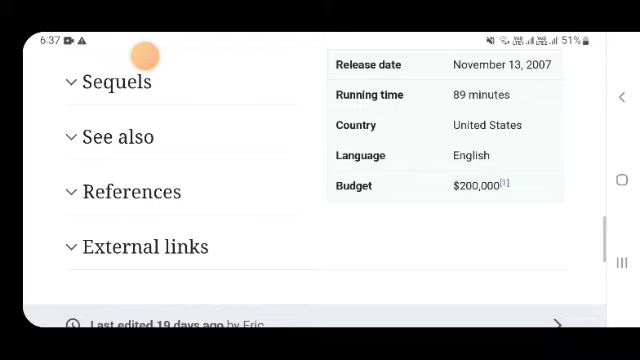 6:37
51%
Sequels
See also
References
External links
Release date November 13, 2007
Running time 89 minutes
Country United States
Language English
Budget $200,000[1]
Last edited 19 days ago by Eric